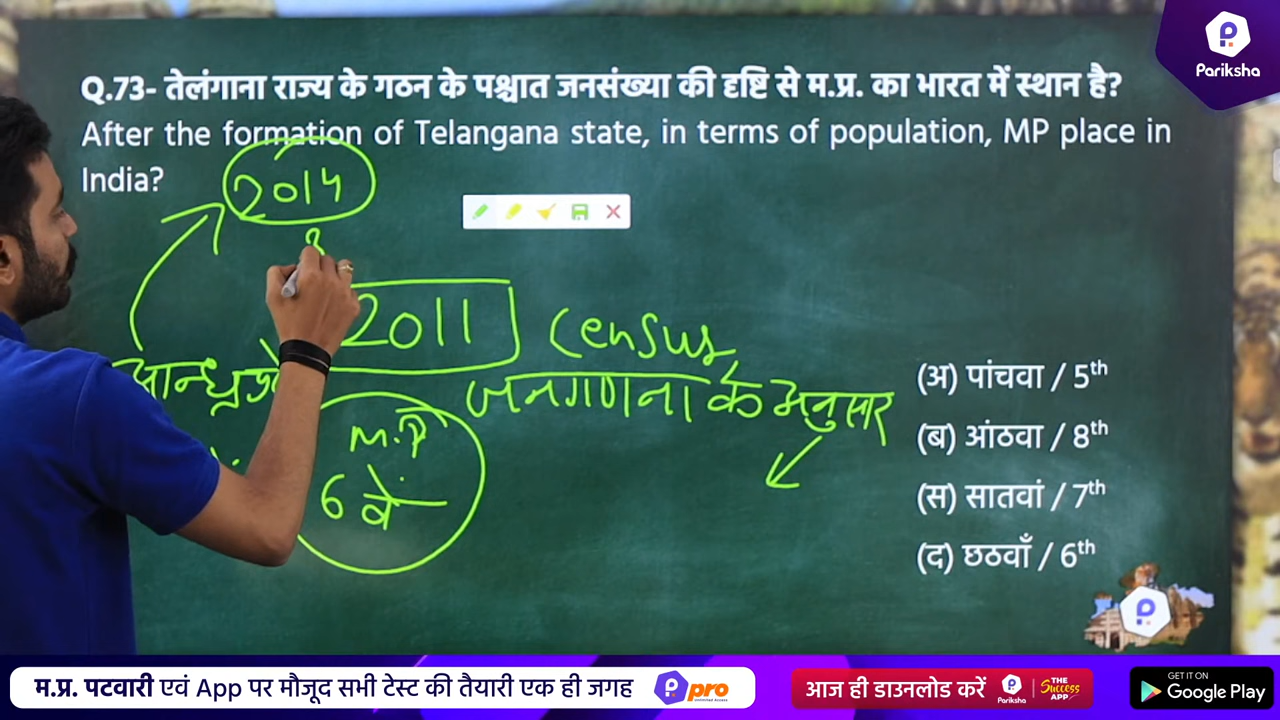 Pariksha
Q.73- तेलंगाना राज्य के गठन के पश्चात जनसंख्या की दृष्टि से म.प्र. का भारत में स्थान है?
After the formation of Telangana state, in terms of population, MP place in
India?
2014
2011 Census
जनगणना के अनुसार
M.P
6 वे
(अ) पांचवा / 5th
(ब) आंठवा / 8th
(स) सातवां / 7th
(द) छठवाँ / 6th
म.प्र. पटवारी एवं App पर मौजूद सभी टेस्ट की तैयारी एक ही जगह
pro
आज ही डाउनलोड करें
Pariksha
THE Success APP
GET IT ON
Google Play